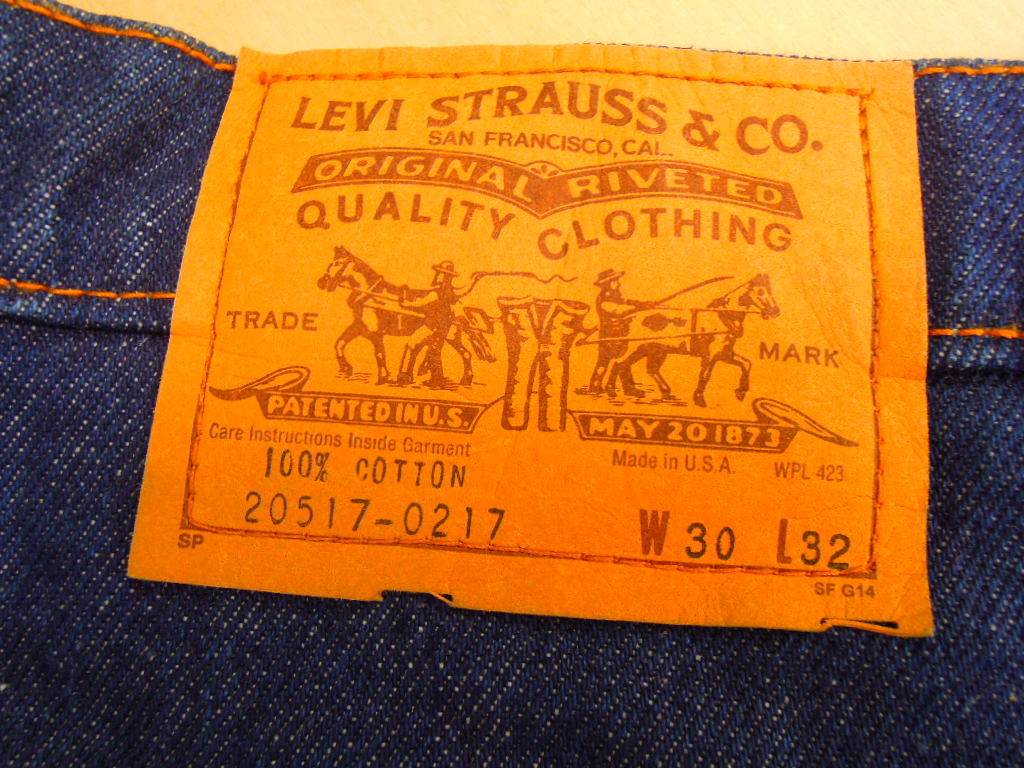 LEVI STRAUSS & CO.
SAN FRANCISCO, CAL.
ORIGINAL RIVETED
QUALITY CLOTHING
TRADE MARK
PATENTED IN U.S. MAY 20 1873
Care Instructions Inside Garment
Made in U.S.A. WPL 423
100% COTTON
20517-0217 W 30 L 32
SP
SF G14